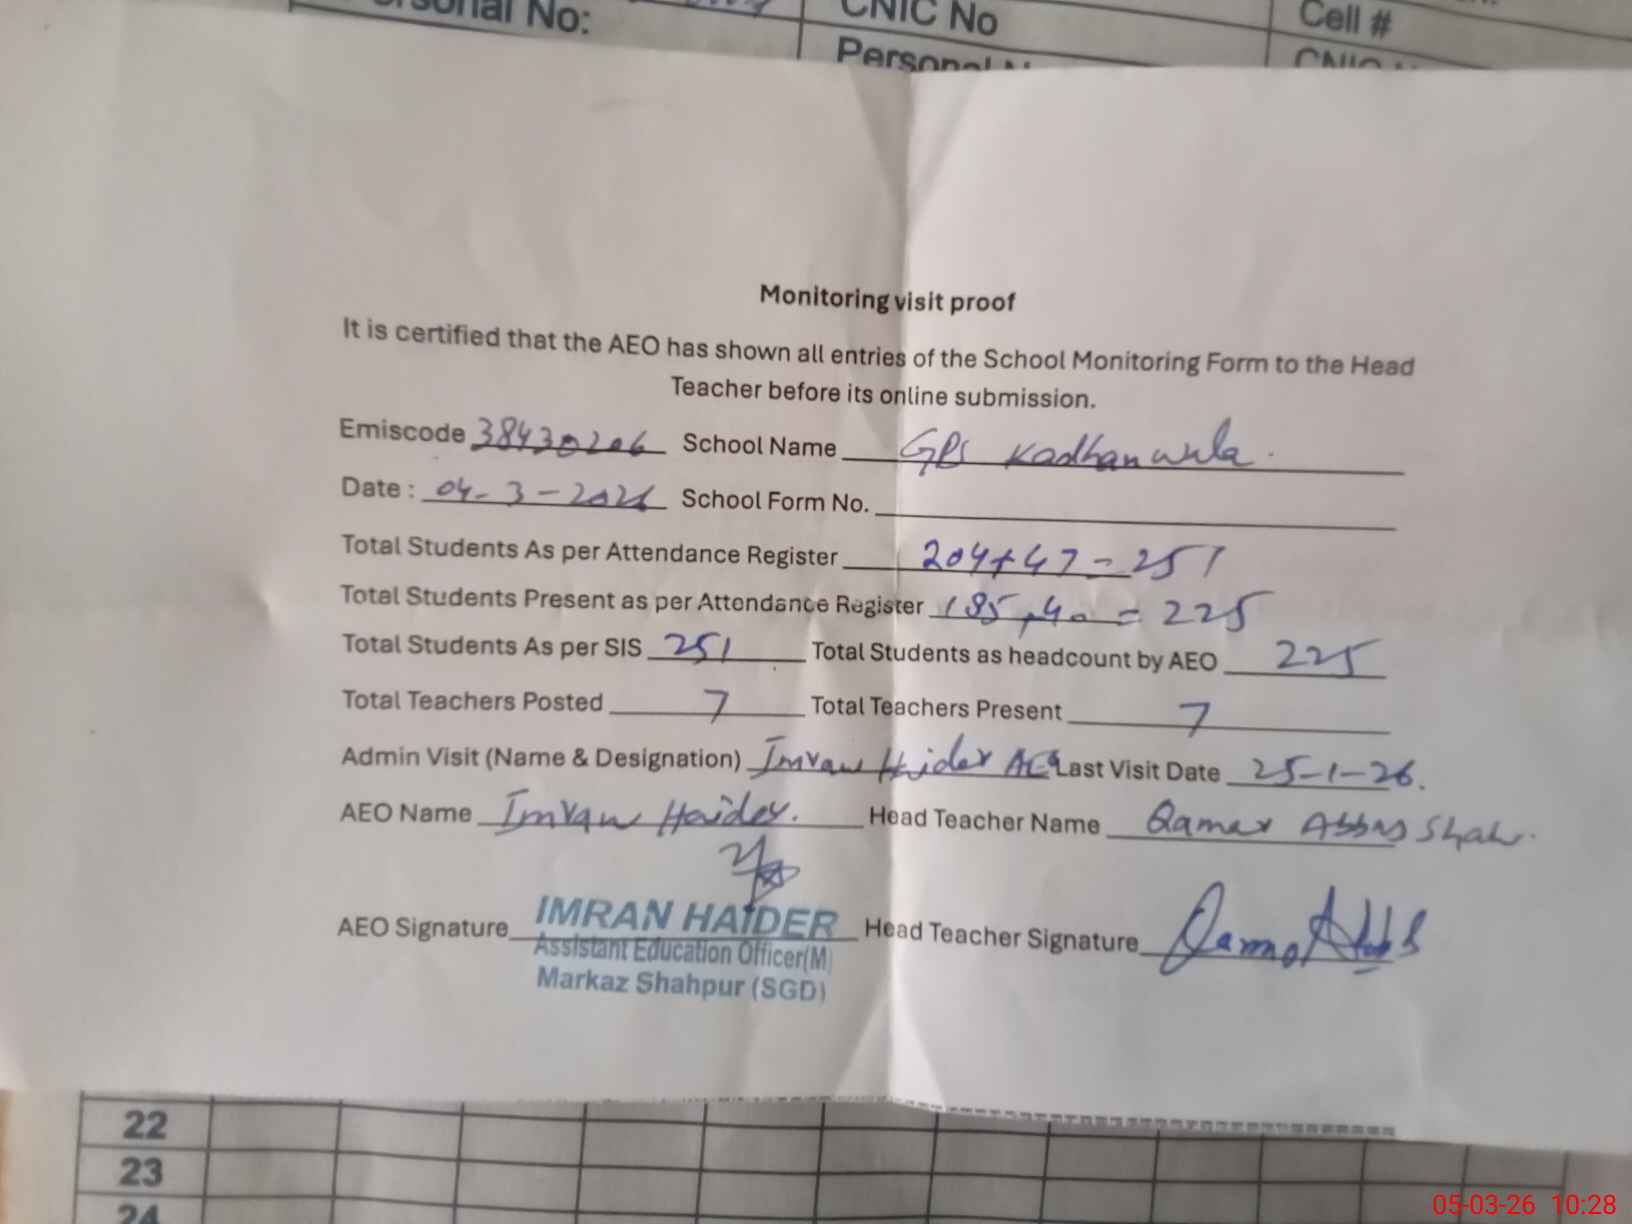 rsonal No:
CNIC No
Cell #
Personal N
CNIC N
Monitoring visit proof
It is certified that the AEO has shown all entries of the School Monitoring Form to the Head
Teacher before its online submission.
Emiscode 38430206 School Name GPS Kadhanwala.
Date : 04-3-2026 School Form No.
Total Students As per Attendance Register 204+47=251
Total Students Present as per Attendance Register 185,40=225
Total Students As per SIS 251 Total Students as headcount by AEO 225
Total Teachers Posted 7 Total Teachers Present 7
Admin Visit (Name & Designation) Imran Haider AEO Last Visit Date 25-1-26.
AEO Name Imran Haider. Head Teacher Name Qamar Abbas Shah.
AEO Signature IMRAN HAIDER Head Teacher Signature Qamar Abbas
Assistant Education Officer(M)
Markaz Shahpur (SGD)
22
23
24
05-03-26 10:28